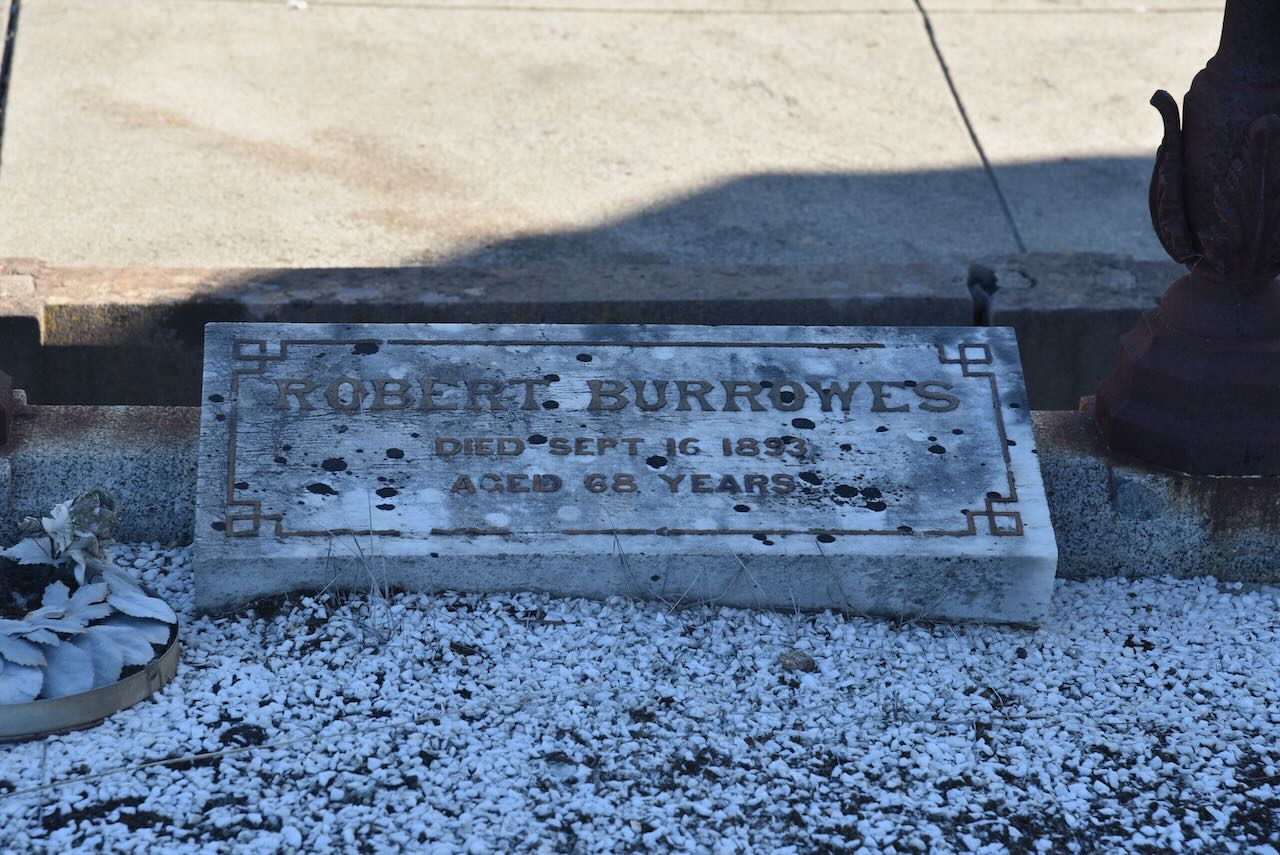 ROBERT BURROWES
DIED SEPT 16 1893
AGED 68 YEARS